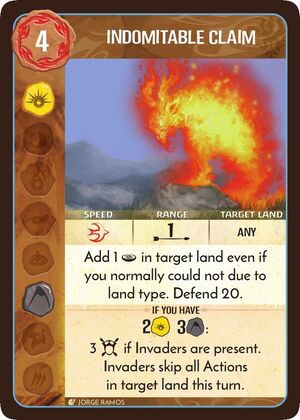 4
INDOMITABLE CLAIM
SPEED
RANGE
TARGET LAND
1
ANY
Add 1 in target land even if
you normally could not due to
land type. Defend 20.
IF YOU HAVE
2 3 :
3 if Invaders are present.
Invaders skip all Actions
in target land this turn.
JORGE RAMOS